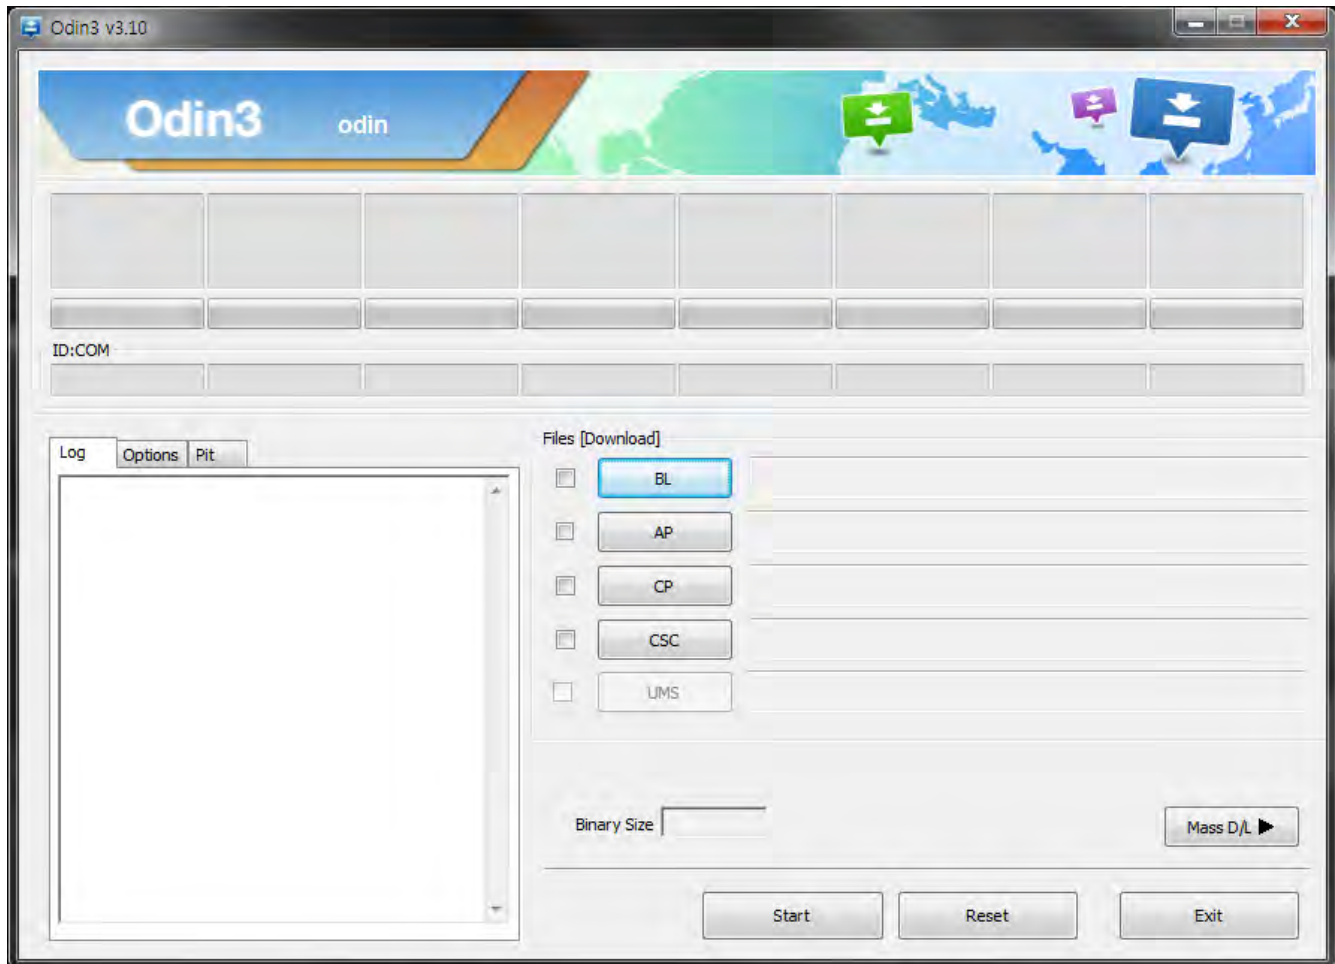 Odin3 v3.10
Odin3 odin
ID:COM
Log Options Pit
Files [Download]
BL
AP
CP
CSC
UMS
Binary Size
Mass D/L
Start Reset Exit